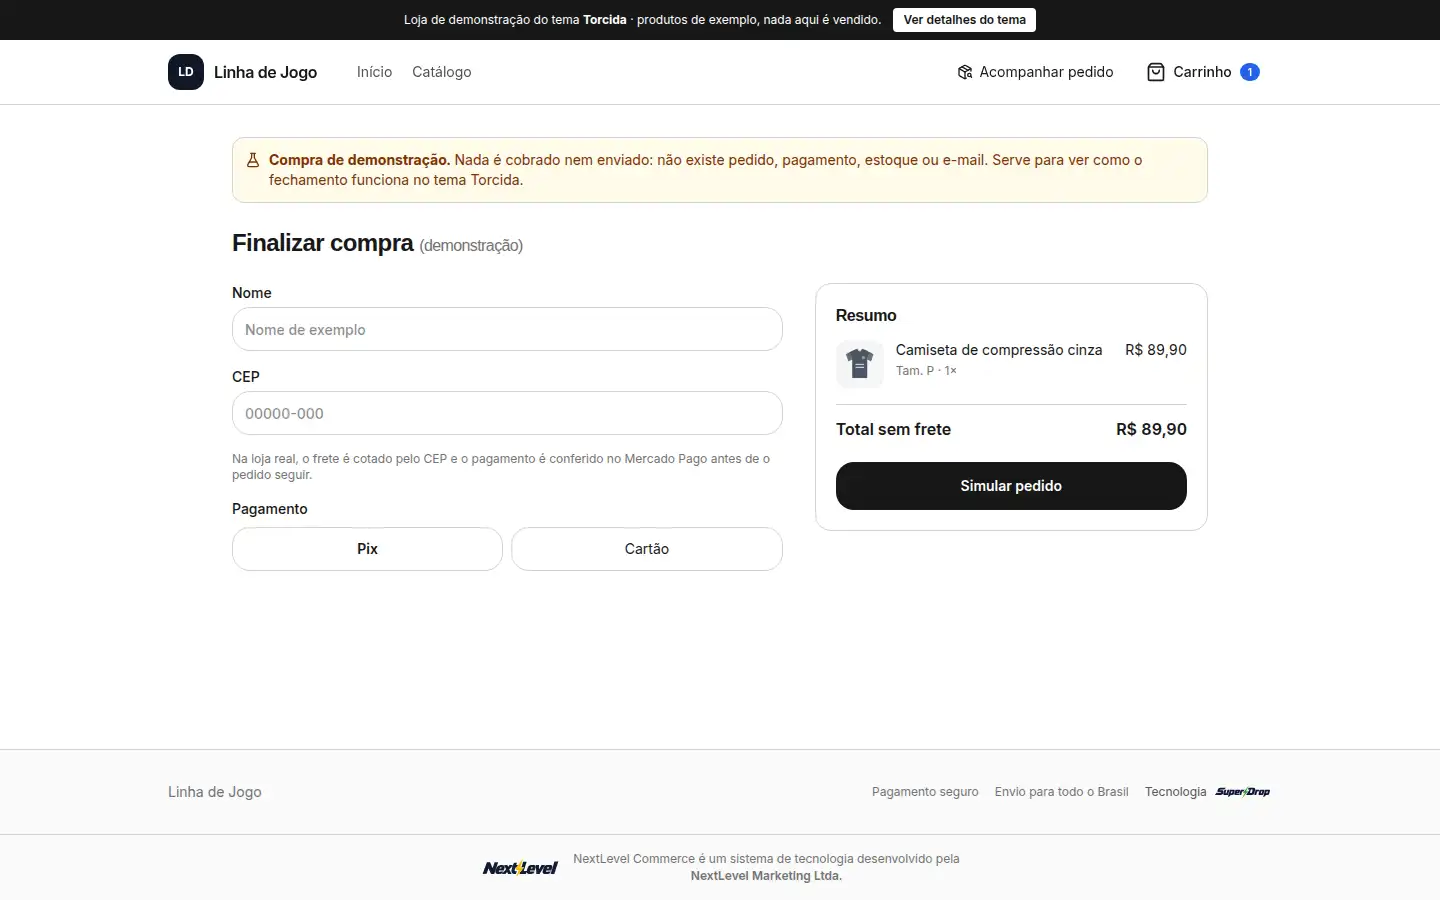 Loja de demonstração do tema Torcida · produtos de exemplo, nada aqui é vendido. Ver detalhes do tema
LD Linha de Jogo Início Catálogo Acompanhar pedido Carrinho 1
Compra de demonstração. Nada é cobrado nem enviado: não existe pedido, pagamento, estoque ou e-mail. Serve para ver como o
fechamento funciona no tema Torcida.
Finalizar compra (demonstração)
Nome
Nome de exemplo
CEP
00000-000
Na loja real, o frete é cotado pelo CEP e o pagamento é conferido no Mercado Pago antes de o
pedido seguir.
Pagamento
Pix Cartão
Resumo
Camiseta de compressão cinza R$ 89,90
Tam. P · 1×
Total sem frete R$ 89,90
Simular pedido
Linha de Jogo Pagamento seguro Envio para todo o Brasil Tecnologia SuperDrop
NextLevel NextLevel Commerce é um sistema de tecnologia desenvolvido pela
NextLevel Marketing Ltda.